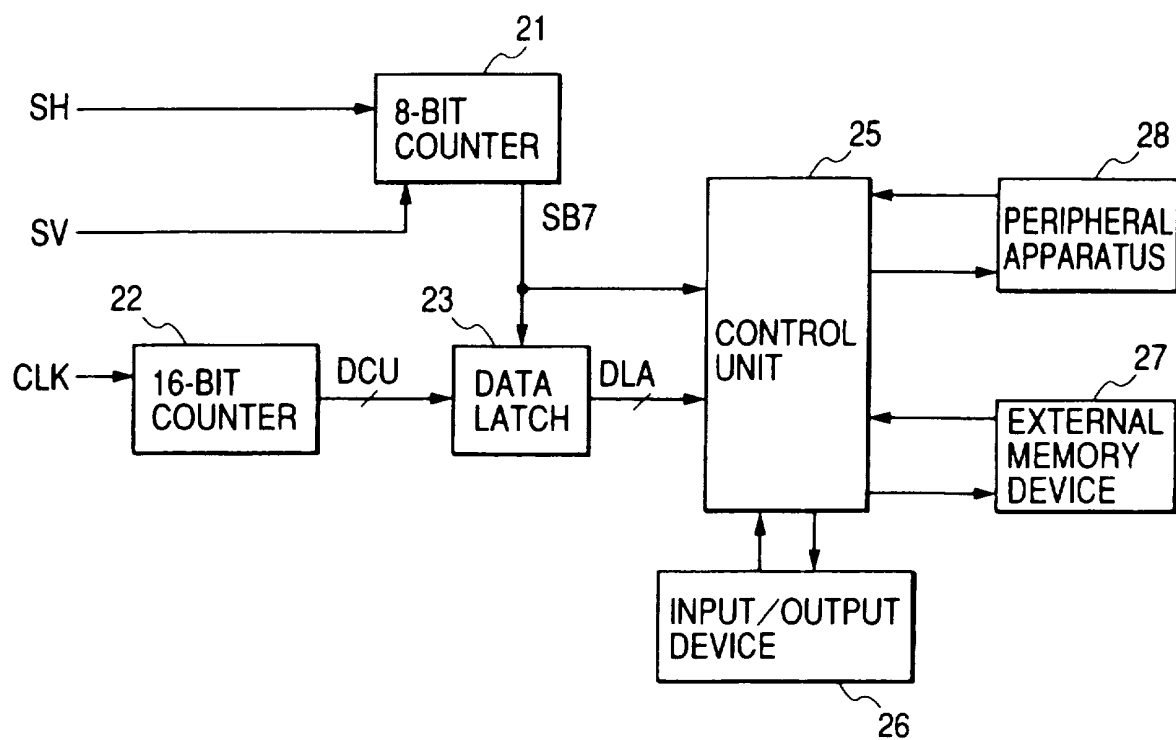 21
SH
8-BIT
COUNTER
25
28
SV
SB7
PERIPHERAL
APPARATUS
22
23
CONTROL
UNIT
CLK
16-BIT
COUNTER
DCU
DATA
LATCH
DLA
27
EXTERNAL
MEMORY
DEVICE
INPUT/OUTPUT
DEVICE
26